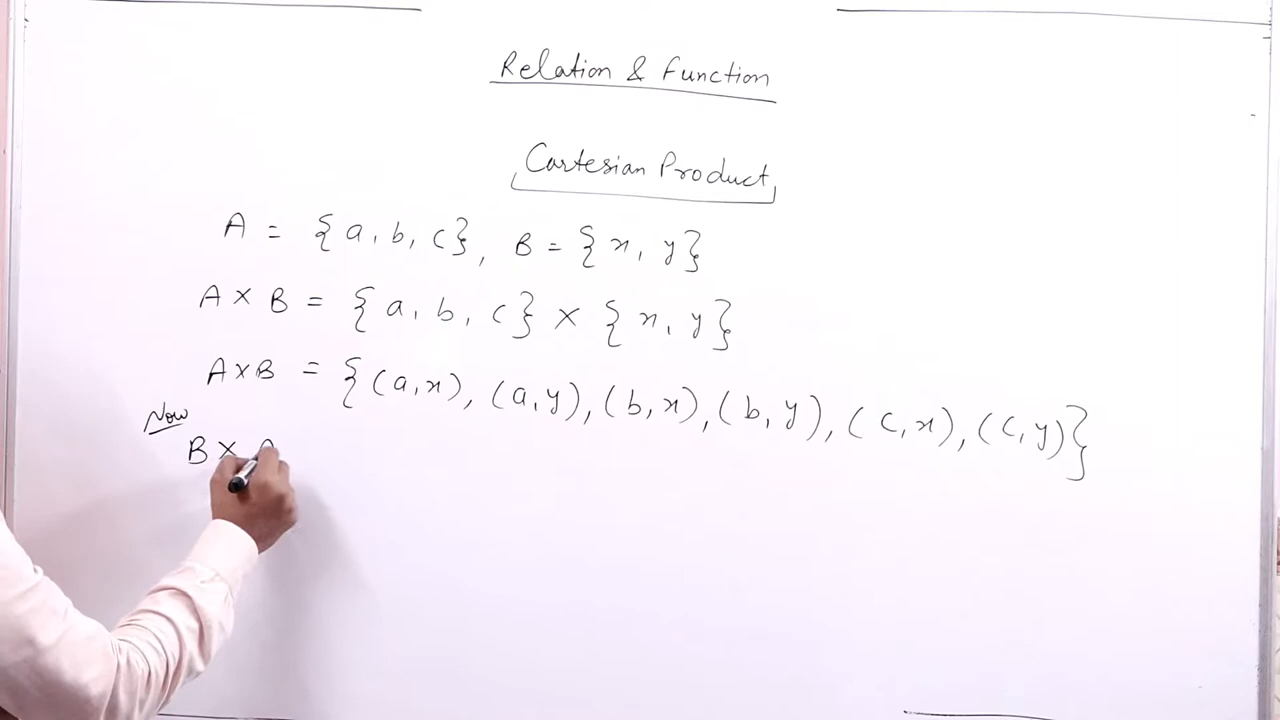 Relation & Function
Cartesian Product
A = {a, b, c}, B = {x, y}
A × B = {a, b, c} × {x, y}
A×B = {(a,x), (a,y), (b,x), (b,y), (c,x), (c,y)}
Now
B × A